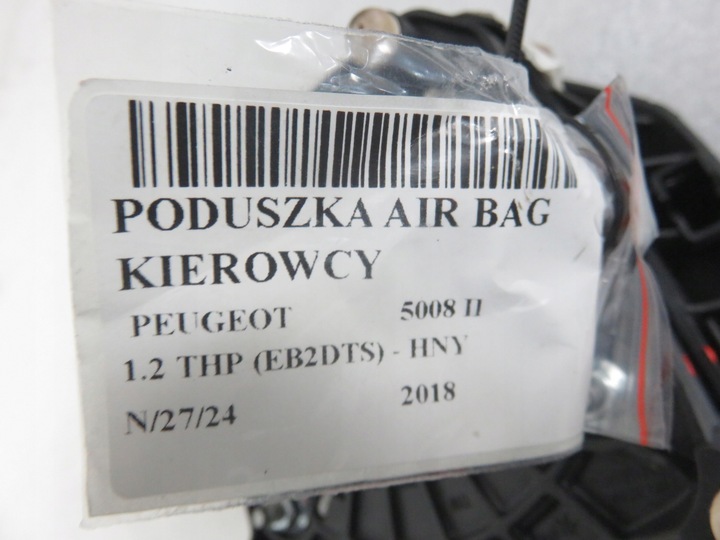 PODUSZKA AIR BAG
KIEROWCY
PEUGEOT 5008 II
1.2 THP (EB2DTS) - HNY
2018
N/27/24